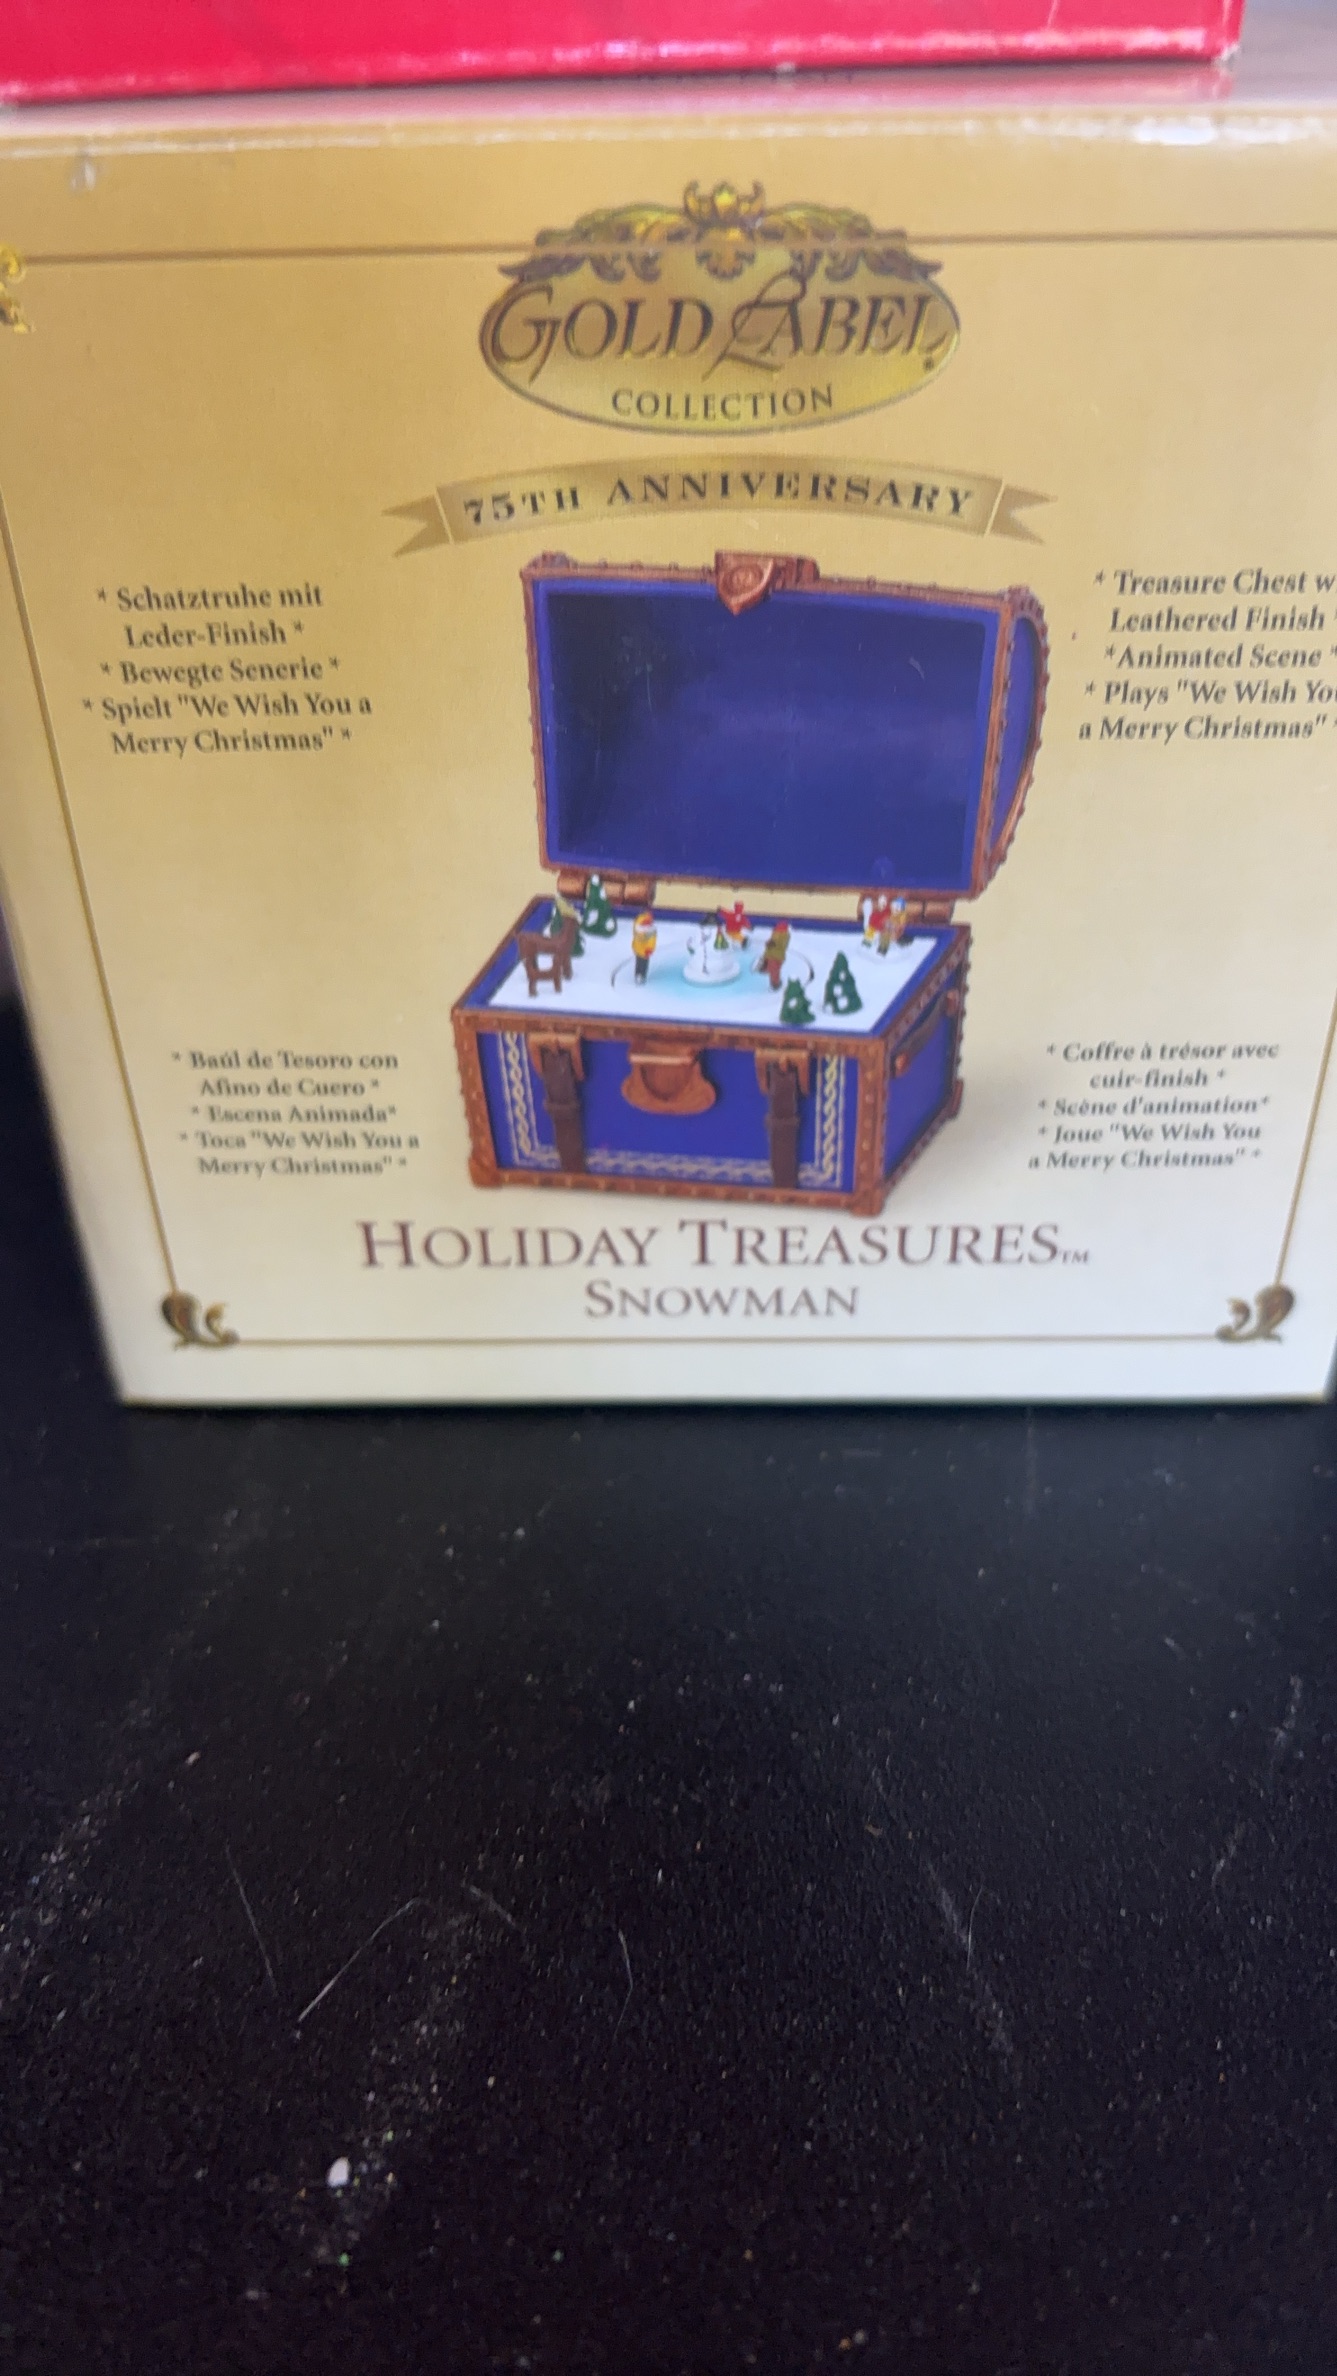 GOLD LABEL
COLLECTION
75TH ANNIVERSARY
* Schatztruhe mit
Leder-Finish *
* Bewegte Senerie *
* Spielt "We Wish You a
Merry Christmas" *
* Treasure Chest w
Leathered Finish *
*Animated Scene *
* Plays "We Wish You
a Merry Christmas" *
* Baúl de Tesoro con
Afino de Cuero *
* Escena Animada*
* Toca "We Wish You a
Merry Christmas" *
* Coffre à trésor avec
cuir-finish *
* Scène d'animation*
* Joue "We Wish You
a Merry Christmas" *
HOLIDAY TREASURES™
SNOWMAN